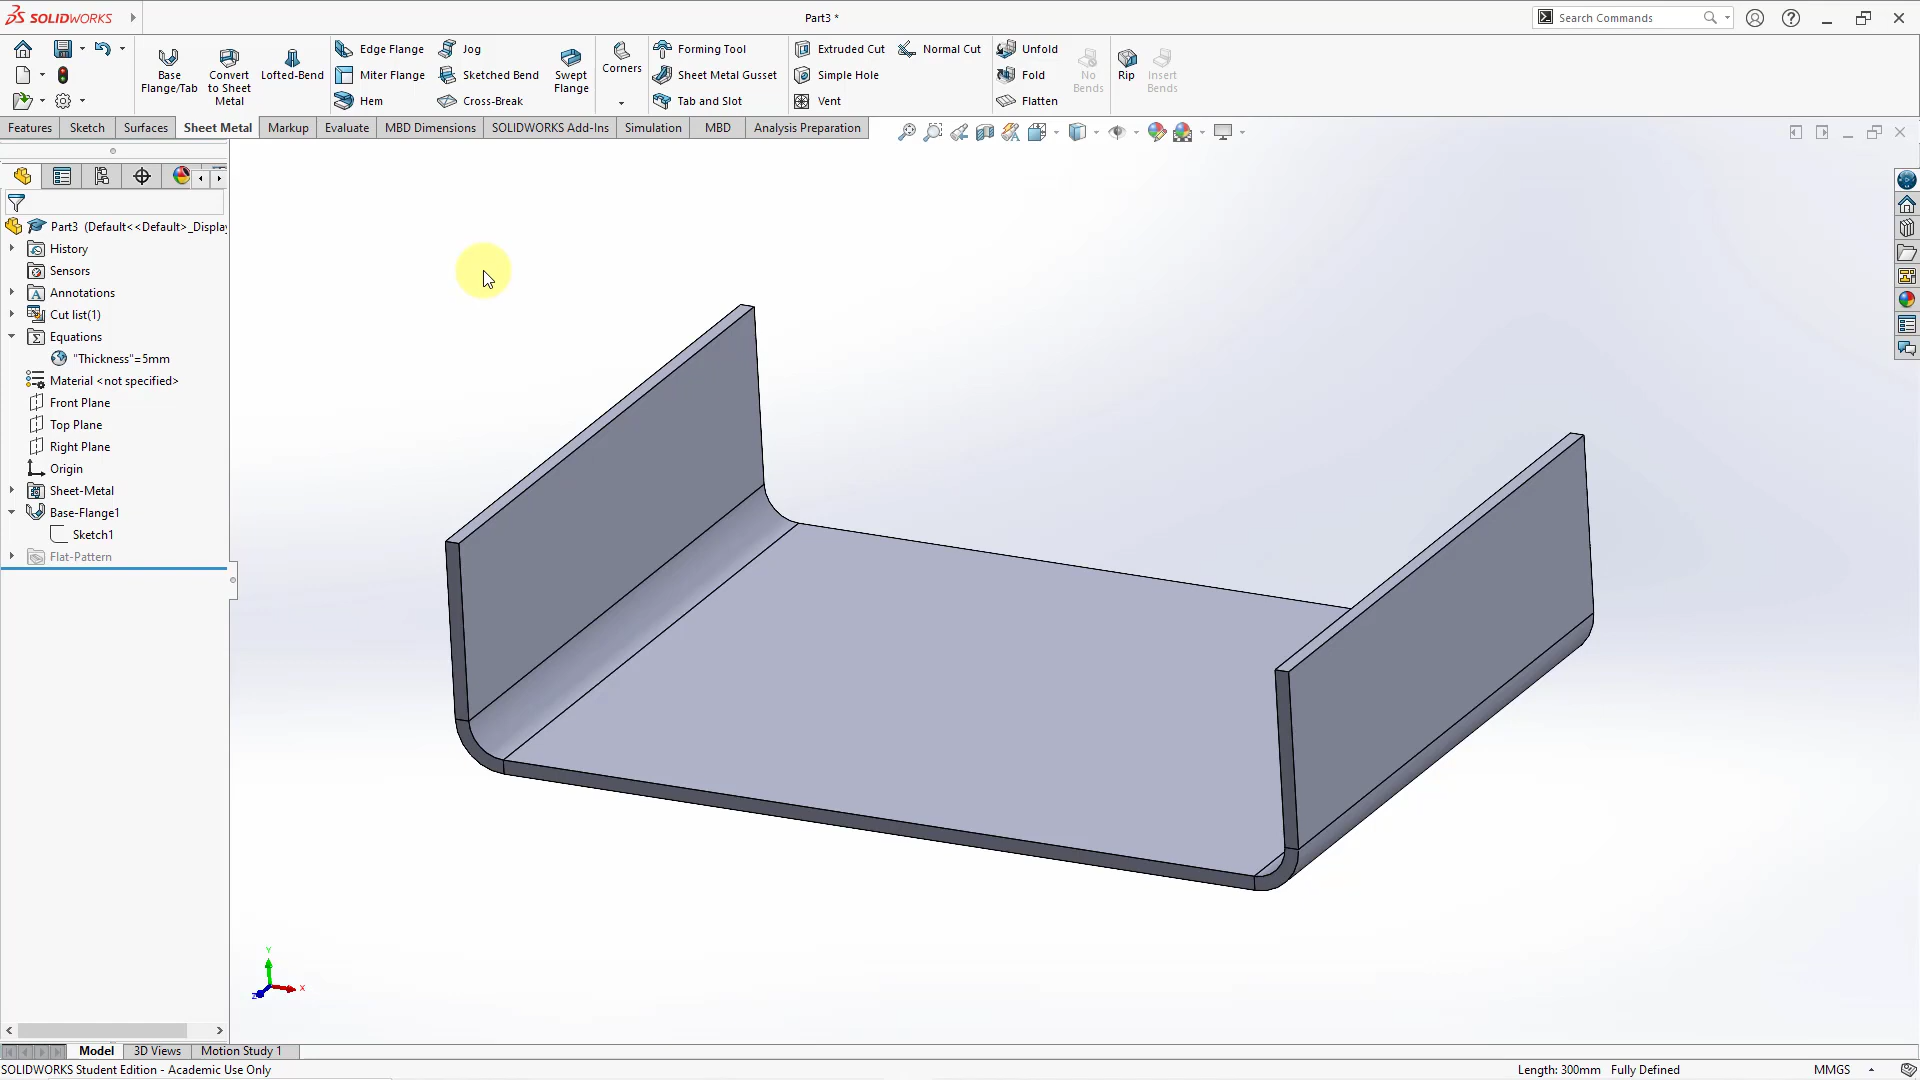 SOLIDWORKS
Part3 *
Search Commands
Base Flange/Tab
Convert to Sheet Metal
Lofted-Bend
Edge Flange
Miter Flange
Hem
Jog
Sketched Bend
Cross-Break
Swept Flange
Corners
Forming Tool
Sheet Metal Gusset
Tab and Slot
Extruded Cut
Simple Hole
Vent
Normal Cut
Unfold
Fold
Flatten
No Bends
Rip
Insert Bends
Features
Sketch
Surfaces
Sheet Metal
Markup
Evaluate
MBD Dimensions
SOLIDWORKS Add-Ins
Simulation
MBD
Analysis Preparation
Part3 (Default<<Default>_Displa
History
Sensors
Annotations
Cut list(1)
Equations
"Thickness"=5mm
Material <not specified>
Front Plane
Top Plane
Right Plane
Origin
Sheet-Metal
Base-Flange1
Sketch1
Flat-Pattern
Y
X
Z
Model
3D Views
Motion Study 1
SOLIDWORKS Student Edition - Academic Use Only
Length: 300mm
Fully Defined
MMGS